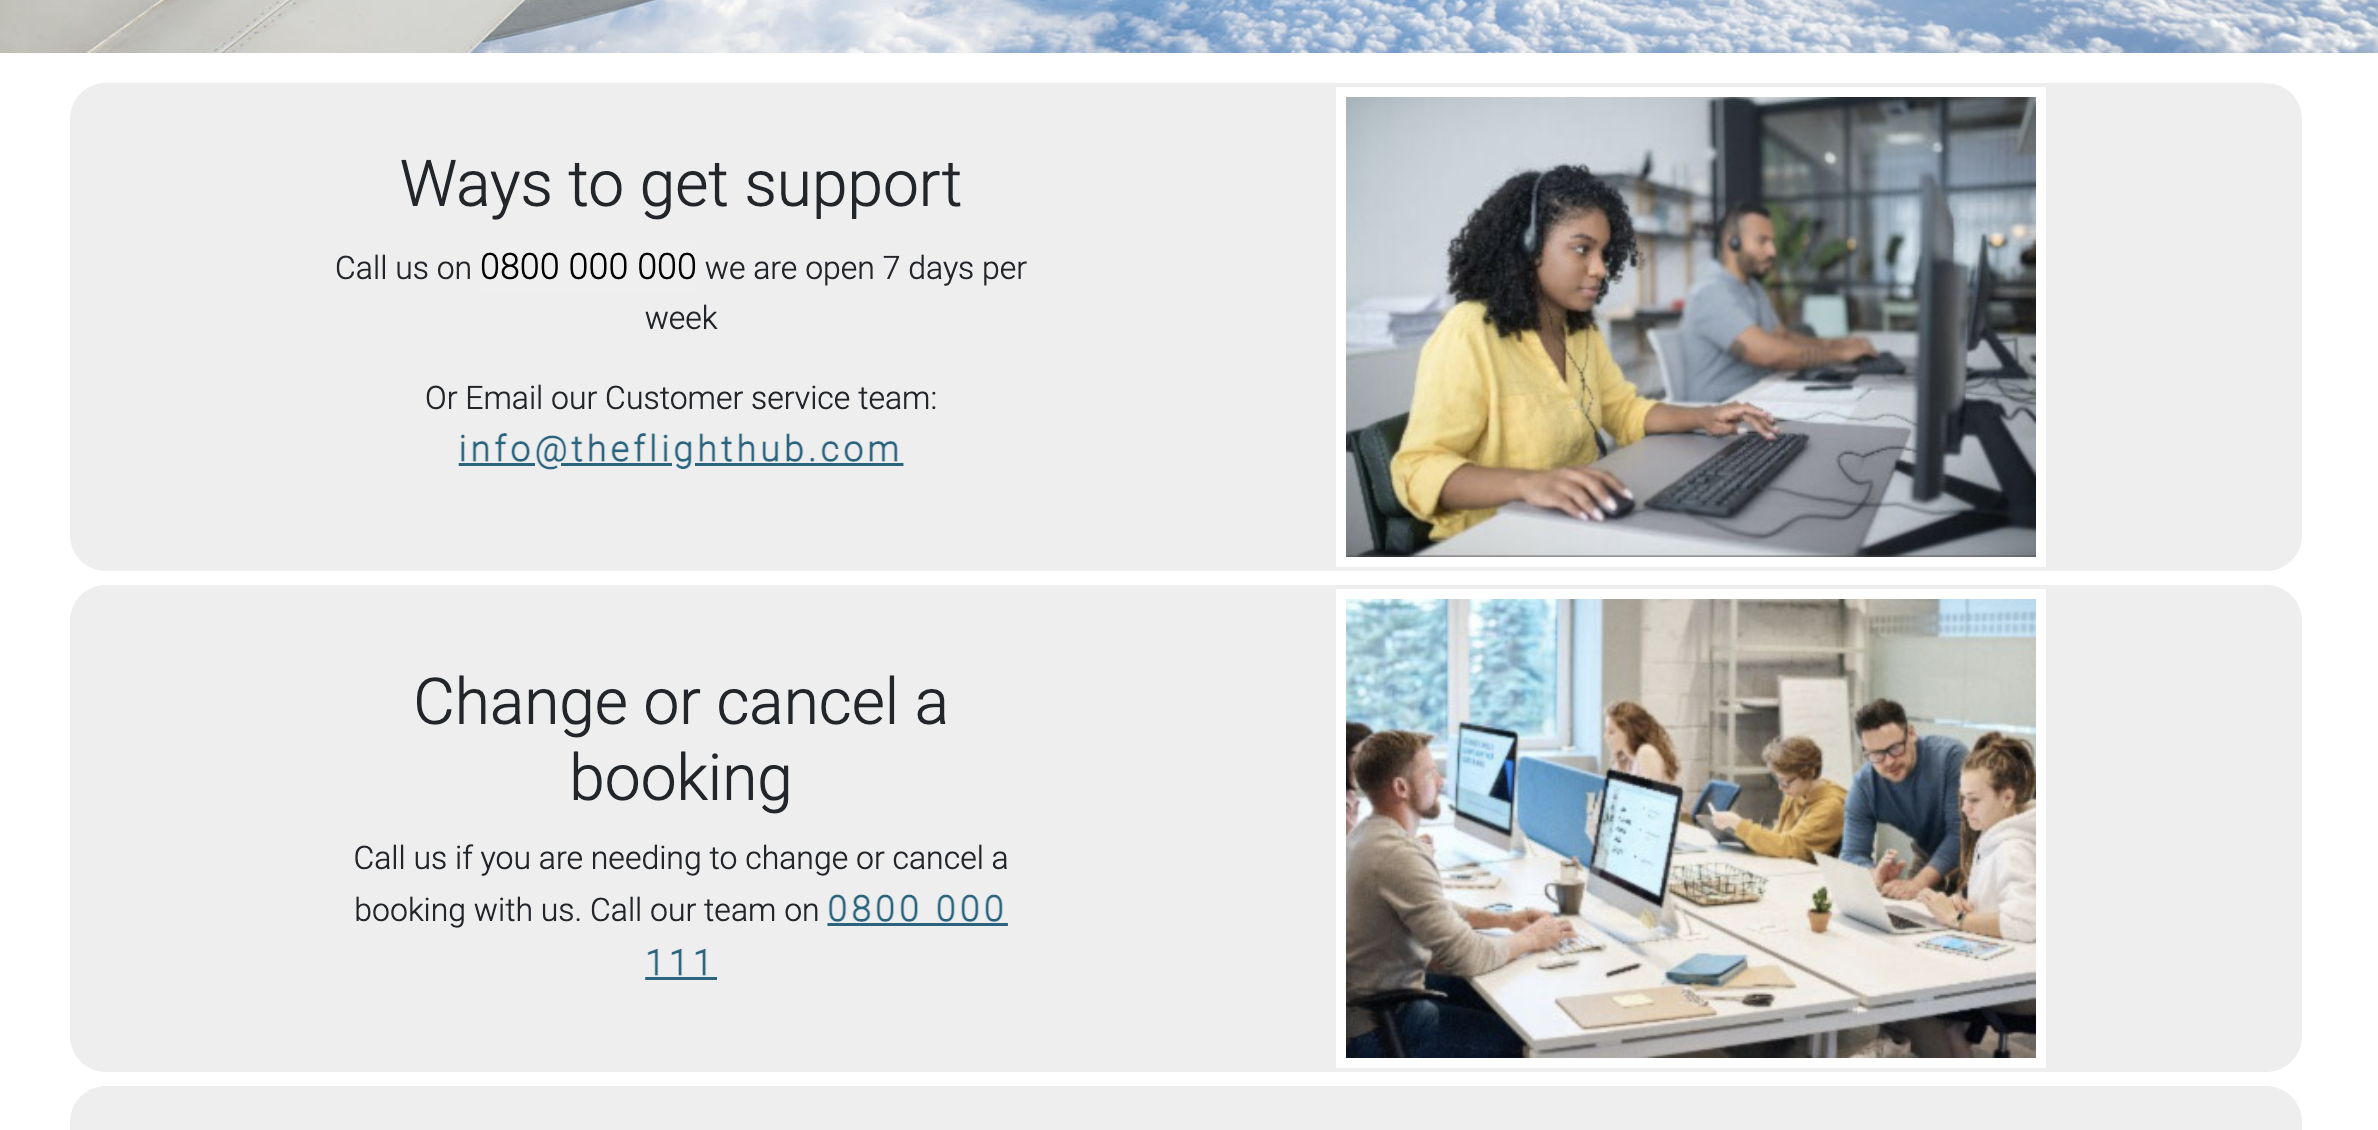 Ways to get support
Call us on 0800 000 000 we are open 7 days per
week
Or Email our Customer service team:
info@theflighthub.com
Change or cancel a
booking
Call us if you are needing to change or cancel a
booking with us. Call our team on 0800 000
111